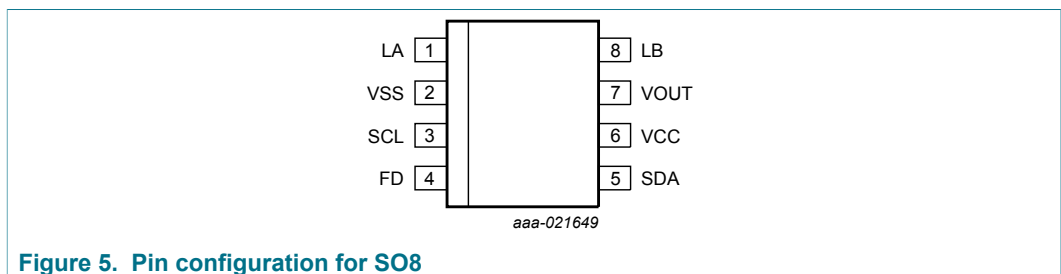 LA 1 8 LB
VSS 2 7 VOUT
SCL 3 6 VCC
FD 4 5 SDA
aaa-021649
Figure 5. Pin configuration for SO8